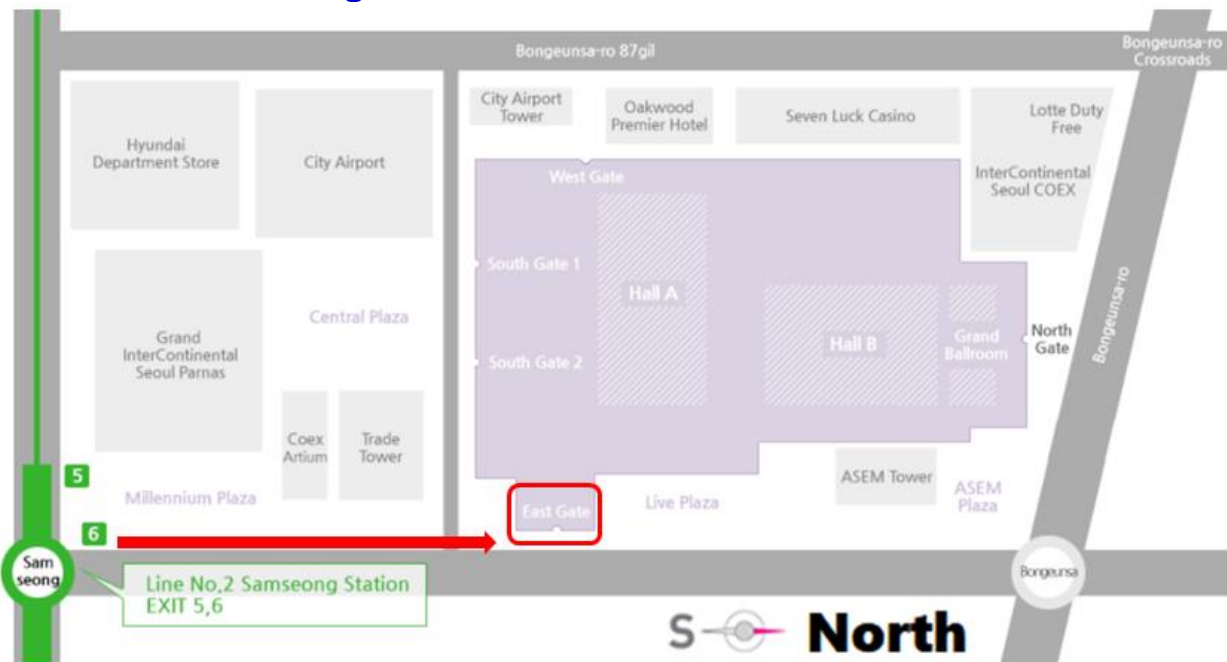 Bongeunsa-ro 87gil
Bongeunsa-ro
Crossroads
City Airport
Tower
Oakwood
Premier Hotel
Seven Luck Casino
Lotte Duty
Free
InterContinental
Seoul COEX
Hyundai
Department Store
City Airport
West Gate
South Gate 1
Hall A
Central Plaza
Grand
InterContinental
Seoul Parnas
South Gate 2
Hall B
Grand
Ballroom
North
Gate
Bongeunsa-ro
Coex
Artium
Trade
Tower
5
Millennium Plaza
ASEM Tower
ASEM
Plaza
Live Plaza
East Gate
6
Sam
seong
Line No,2 Samseong Station
EXIT 5,6
Bongeunsa
S
North